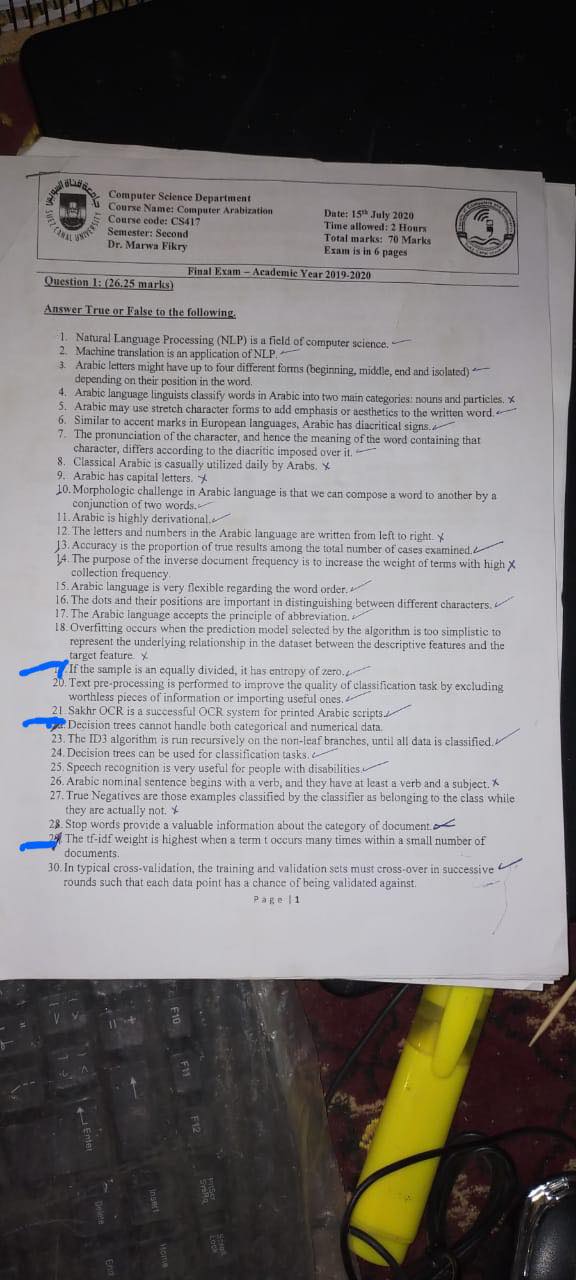 جامعة قناة السويس
SUEZ CANAL UNIVERSITY
Computer Science Department
Course Name: Computer Arabization
Course code: CS417
Semester: Second
Dr. Marwa Fikry
Date: 15th July 2020
Time allowed: 2 Hours
Total marks: 70 Marks
Exam is in 6 pages
Final Exam – Academic Year 2019-2020
Question 1: (26.25 marks)
Answer True or False to the following.
1. Natural Language Processing (NLP) is a field of computer science.
2. Machine translation is an application of NLP.
3. Arabic letters might have up to four different forms (beginning, middle, end and isolated)
depending on their position in the word.
4. Arabic language linguists classify words in Arabic into two main categories: nouns and particles. x
5. Arabic may use stretch character forms to add emphasis or aesthetics to the written word.
6. Similar to accent marks in European languages, Arabic has diacritical signs.
7. The pronunciation of the character, and hence the meaning of the word containing that
character, differs according to the diacritic imposed over it.
8. Classical Arabic is casually utilized daily by Arabs. x
9. Arabic has capital letters. x
10. Morphologic challenge in Arabic language is that we can compose a word to another by a
conjunction of two words.
11. Arabic is highly derivational.
12. The letters and numbers in the Arabic language are written from left to right. x
13. Accuracy is the proportion of true results among the total number of cases examined.
14. The purpose of the inverse document frequency is to increase the weight of terms with high x
collection frequency.
15. Arabic language is very flexible regarding the word order.
16. The dots and their positions are important in distinguishing between different characters.
17. The Arabic language accepts the principle of abbreviation.
18. Overfitting occurs when the prediction model selected by the algorithm is too simplistic to
represent the underlying relationship in the dataset between the descriptive features and the
target feature. x
If the sample is an equally divided, it has entropy of zero.
20. Text pre-processing is performed to improve the quality of classification task by excluding
worthless pieces of information or importing useful ones.
21. Sakhr OCR is a successful OCR system for printed Arabic scripts.
Decision trees cannot handle both categorical and numerical data.
23. The ID3 algorithm is run recursively on the non-leaf branches, until all data is classified.
24. Decision trees can be used for classification tasks.
25. Speech recognition is very useful for people with disabilities.
26. Arabic nominal sentence begins with a verb, and they have at least a verb and a subject. x
27. True Negatives are those examples classified by the classifier as belonging to the class while
they are actually not. x
28. Stop words provide a valuable information about the category of document.
29. The tf-idf weight is highest when a term t occurs many times within a small number of
documents.
30. In typical cross-validation, the training and validation sets must cross-over in successive
rounds such that each data point has a chance of being validated against.
Page | 1
F10
F11
F12
Enter
PrtScr
SysRq
Scroll
Lock
Insert
Home
Delete
End